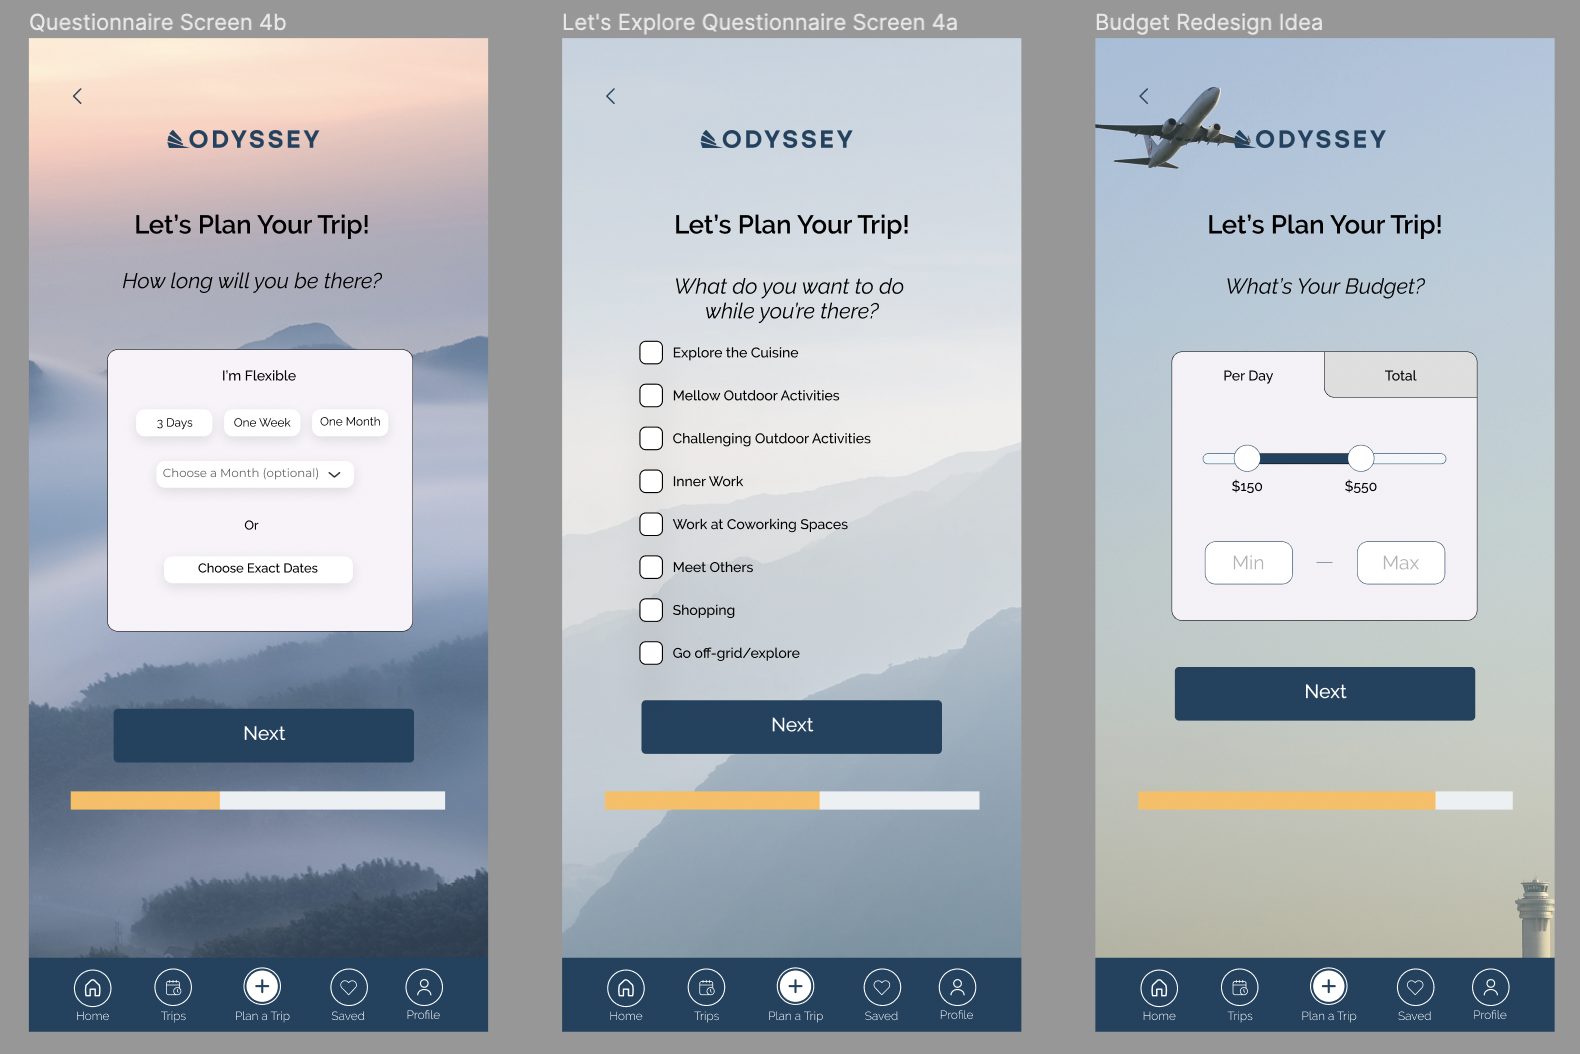 Questionnaire Screen 4b
ODYSSEY
Let's Plan Your Trip!
How long will you be there?
I'm Flexible
3 Days
One Week
One Month
Choose a Month (optional)
Or
Choose Exact Dates
Next
Home
Trips
Plan a Trip
Saved
Profile
Let's Explore Questionnaire Screen 4a
ODYSSEY
Let's Plan Your Trip!
What do you want to do
while you're there?
Explore the Cuisine
Mellow Outdoor Activities
Challenging Outdoor Activities
Inner Work
Work at Coworking Spaces
Meet Others
Shopping
Go off-grid/explore
Next
Home
Trips
Plan a Trip
Saved
Profile
Budget Redesign Idea
ODYSSEY
Let's Plan Your Trip!
What's Your Budget?
Per Day
Total
$150
$550
Min
—
Max
Next
Home
Trips
Plan a Trip
Saved
Profile